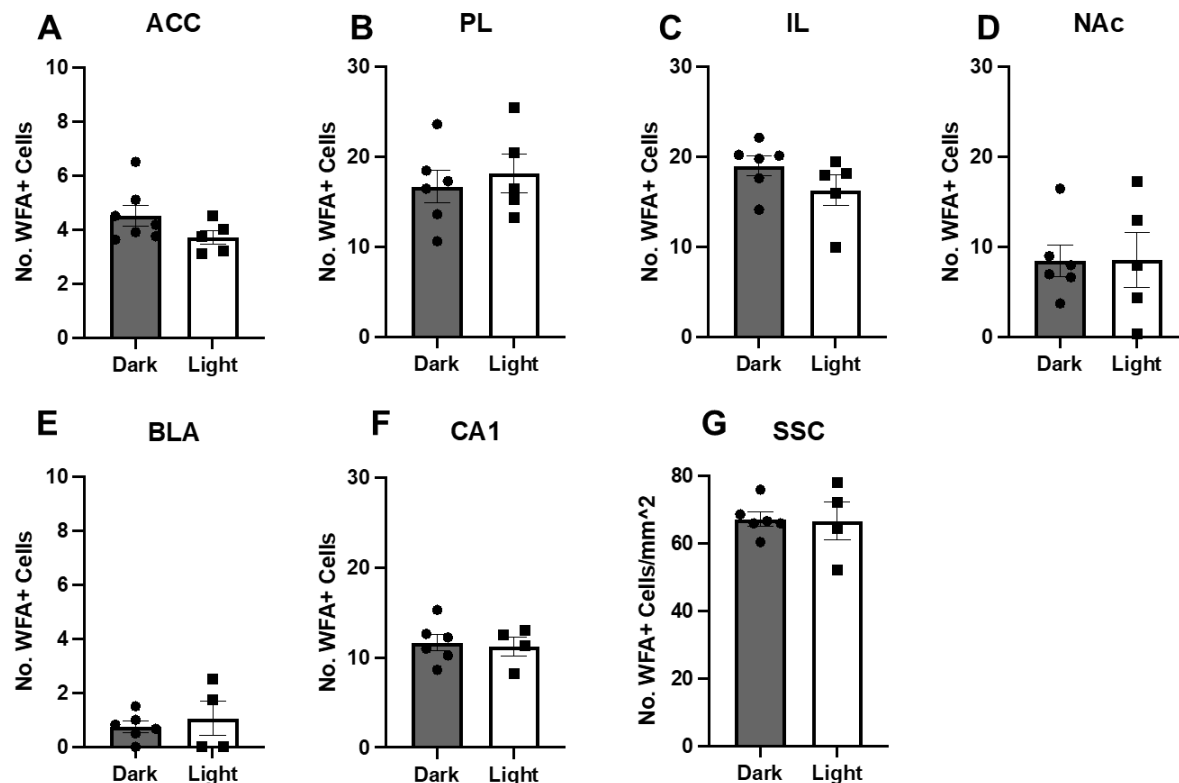 A ACC
No. WFA+ Cells
10
8
6
4
2
0
Dark Light
B PL
No. WFA+ Cells
30
20
10
0
Dark Light
C IL
No. WFA+ Cells
30
20
10
0
Dark Light
D NAc
No. WFA+ Cells
30
20
10
0
Dark Light
E BLA
No. WFA+ Cells
10
8
6
4
2
0
Dark Light
F CA1
No. WFA+ Cells
30
20
10
0
Dark Light
G SSC
No. WFA+ Cells/mm^2
80
60
40
20
0
Dark Light